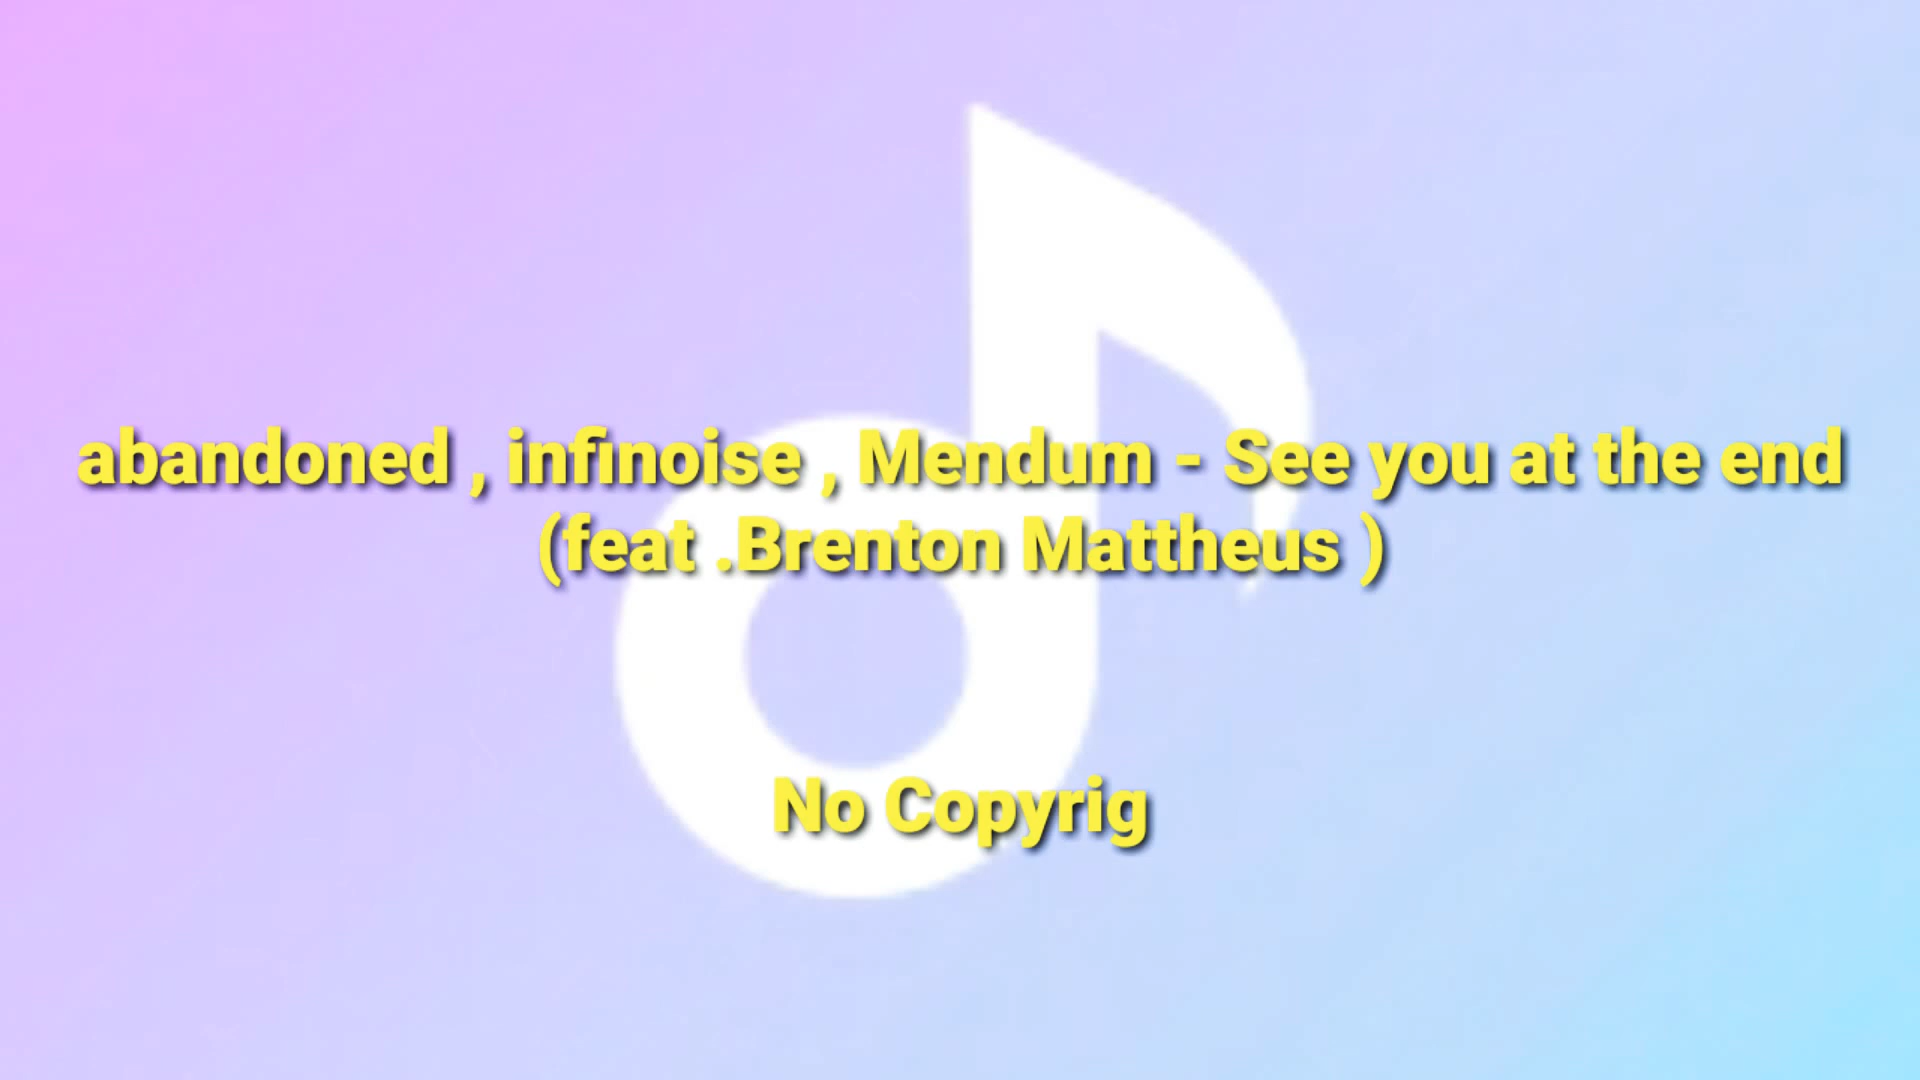 abandoned , infinoise , Mendum - See you at the end
(feat .Brenton Mattheus )
No Copyrig